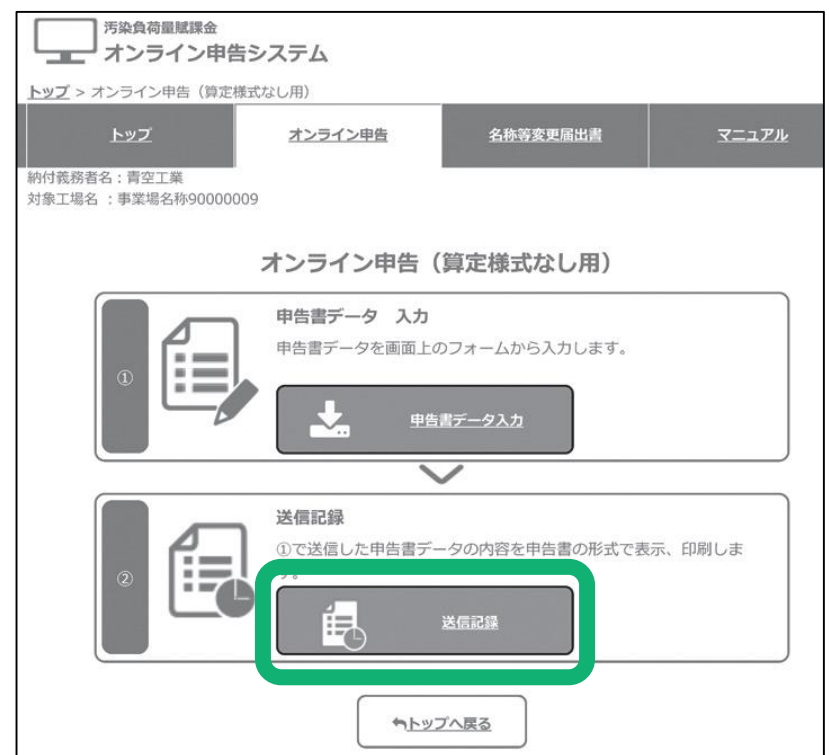 汚染負荷量賦課金
オンライン申告システム
トップ > オンライン申告（算定様式なし用）
トップ オンライン申告 名称等変更届出書 マニュアル
納付義務者名：青空工業
対象工場名 ：事業場名称90000009
オンライン申告（算定様式なし用）
①
申告書データ　入力
申告書データを画面上のフォームから入力します。
申告書データ入力
②
送信記録
①で送信した申告書データの内容を申告書の形式で表示、印刷しま
す。
送信記録
トップへ戻る